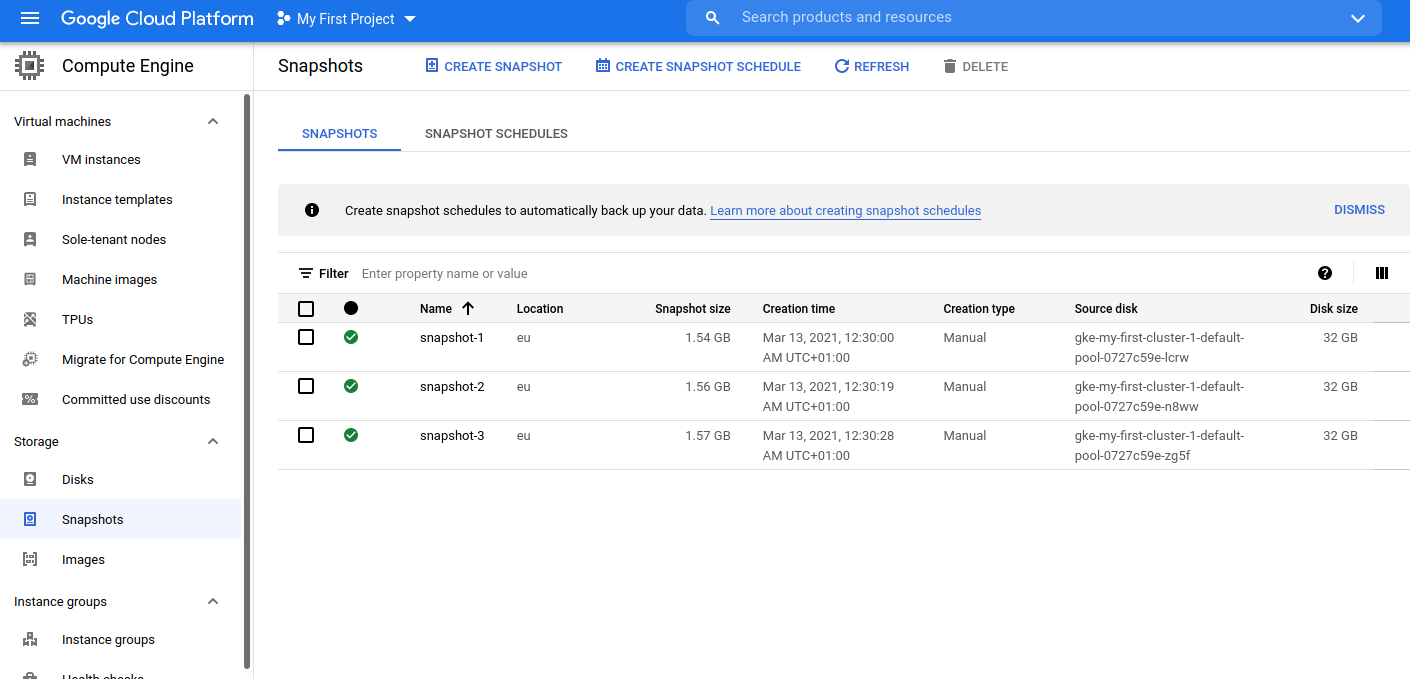 Google Cloud Platform
My First Project
Search products and resources
Compute Engine
Snapshots
CREATE SNAPSHOT
CREATE SNAPSHOT SCHEDULE
REFRESH
DELETE
Virtual machines
VM instances
Instance templates
Sole-tenant nodes
Machine images
TPUs
Migrate for Compute Engine
Committed use discounts
Storage
Disks
Snapshots
Images
Instance groups
Instance groups
Health checks
SNAPSHOTS
SNAPSHOT SCHEDULES
Create snapshot schedules to automatically back up your data. Learn more about creating snapshot schedules
DISMISS
Filter Enter property name or value
Name Location Snapshot size Creation time Creation type Source disk Disk size
snapshot-1 eu 1.54 GB Mar 13, 2021, 12:30:00 Manual gke-my-first-cluster-1-default- 32 GB
AM UTC+01:00 pool-0727c59e-lcrw
snapshot-2 eu 1.56 GB Mar 13, 2021, 12:30:19 Manual gke-my-first-cluster-1-default- 32 GB
AM UTC+01:00 pool-0727c59e-n8ww
snapshot-3 eu 1.57 GB Mar 13, 2021, 12:30:28 Manual gke-my-first-cluster-1-default- 32 GB
AM UTC+01:00 pool-0727c59e-zg5f